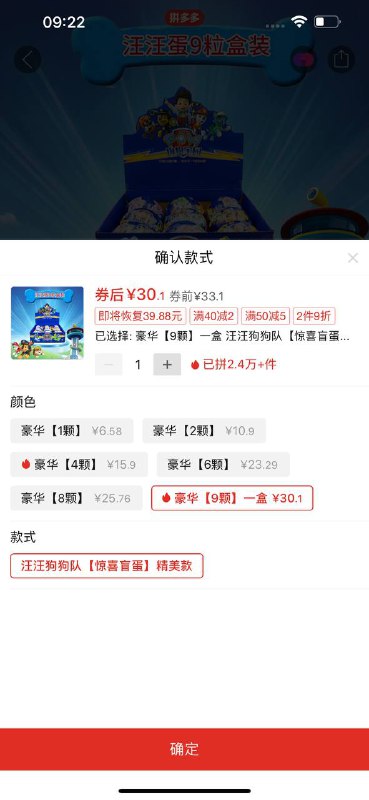 09:22
拼多多
汪汪蛋9粒盒装
确认款式
券后¥30.1 券前¥33.1
即将恢复39.88元 满40减2 满50减5 2件9折
已选择: 豪华【9颗】一盒 汪汪狗狗队【惊喜盲蛋...
1 + 已拼2.4万+件
颜色
豪华【1颗】 ¥6.58 豪华【2颗】 ¥10.9
豪华【4颗】 ¥15.9 豪华【6颗】 ¥23.29
豪华【8颗】 ¥25.76 豪华【9颗】一盒 ¥30.1
款式
汪汪狗狗队【惊喜盲蛋】精美款
确定